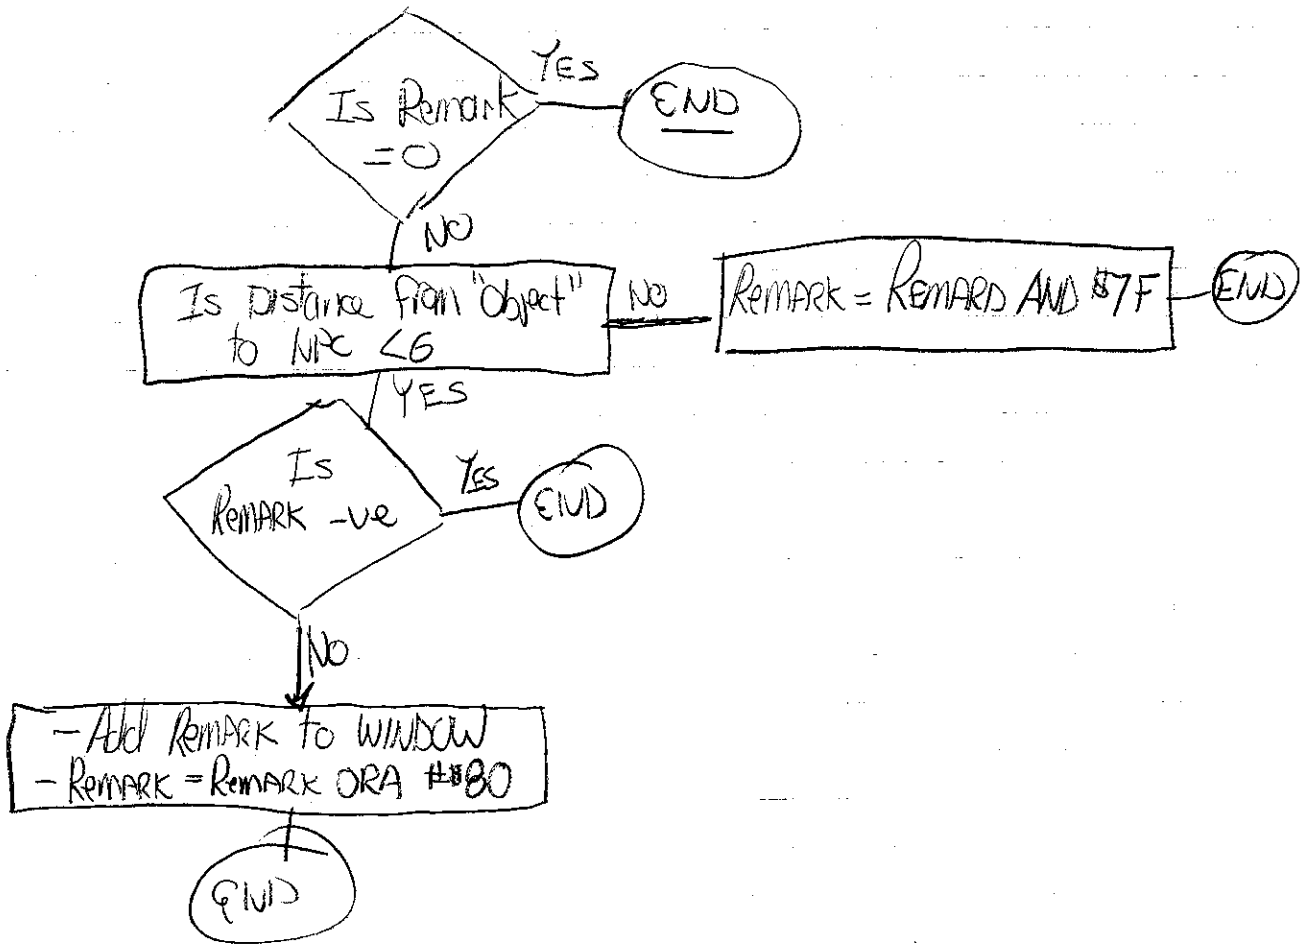 YES
Is Remark
=0
END
NO
Is Distance from "Object"
to NPC <6
NO
REMARK = REMARD AND $7F
END
YES
Is
REMARK -ve
YES
END
NO
- Add REMARK to WINDOW
- REMARK = REMARK ORA #$80
END